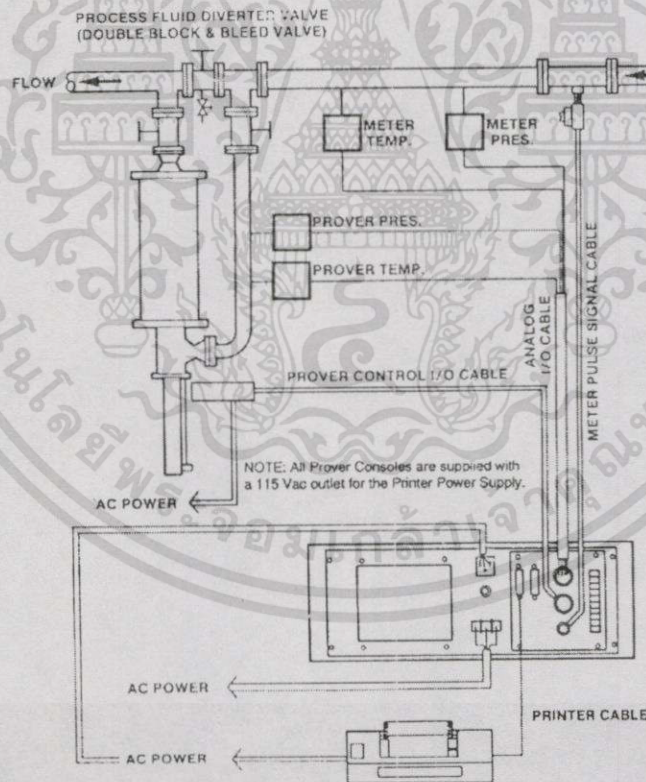 PROCESS FLUID DIVERTER VALVE
(DOUBLE BLOCK & BLEED VALVE)
FLOW
METER
TEMP.
METER
PRES.
PROVER PRES.
PROVER TEMP.
ANALOG
I/O CABLE
METER PULSE SIGNAL CABLE
PROVER CONTROL I/O CABLE
NOTE: All Prover Consoles are supplied with
a 115 Vac outlet for the Printer Power Supply.
AC POWER
AC POWER
PRINTER CABLE
AC POWER